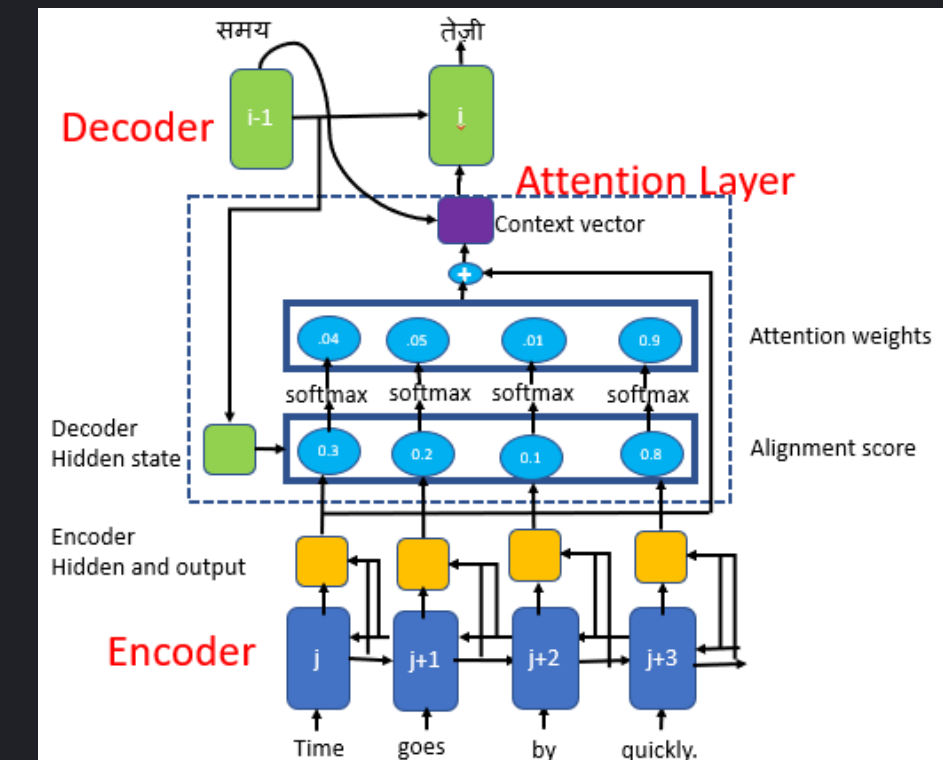 समय
तेज़ी
i-1
i
Decoder
Attention Layer
Context vector
+
.04
.05
.01
0.9
Attention weights
softmax
softmax
softmax
softmax
Decoder
Hidden state
0.3
0.2
0.1
0.8
Alignment score
Encoder
Hidden and output
Encoder
j
j+1
j+2
j+3
Time
goes
by
quickly.